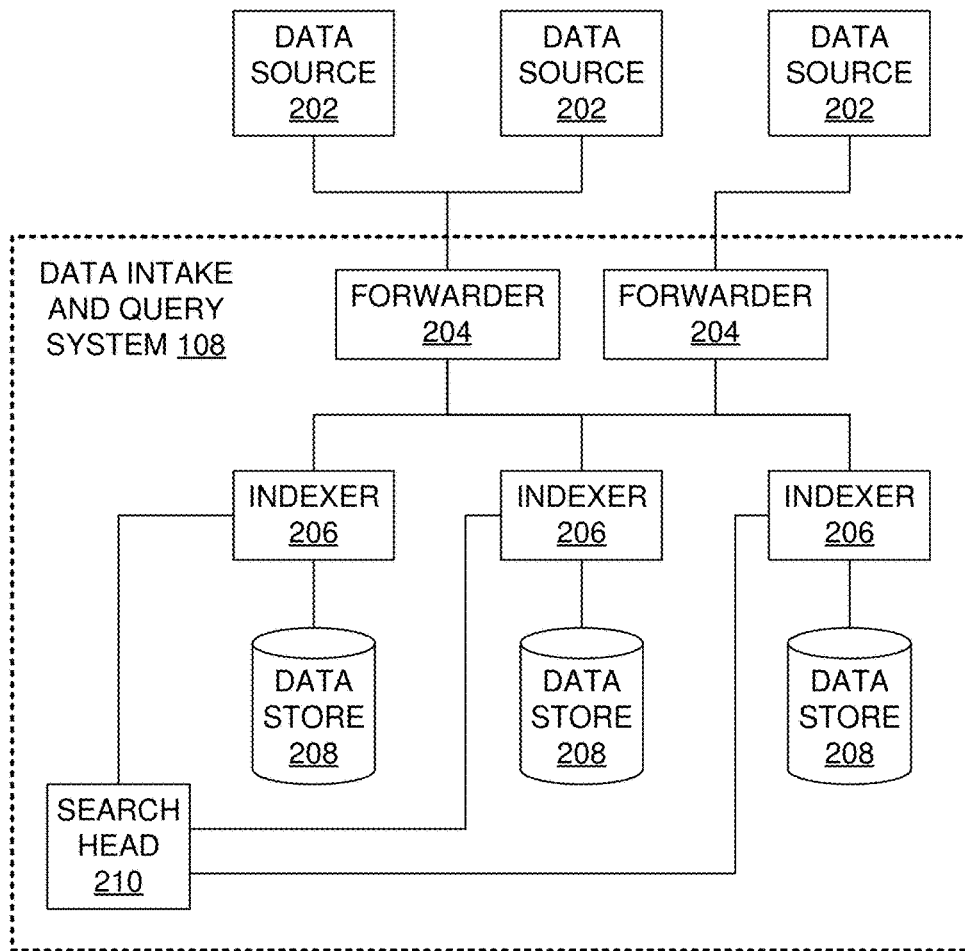 DATA
SOURCE
202
DATA
SOURCE
202
DATA
SOURCE
202
DATA INTAKE
AND QUERY
SYSTEM 108
FORWARDER
204
FORWARDER
204
INDEXER
206
INDEXER
206
INDEXER
206
DATA
STORE
208
DATA
STORE
208
DATA
STORE
208
SEARCH
HEAD
210